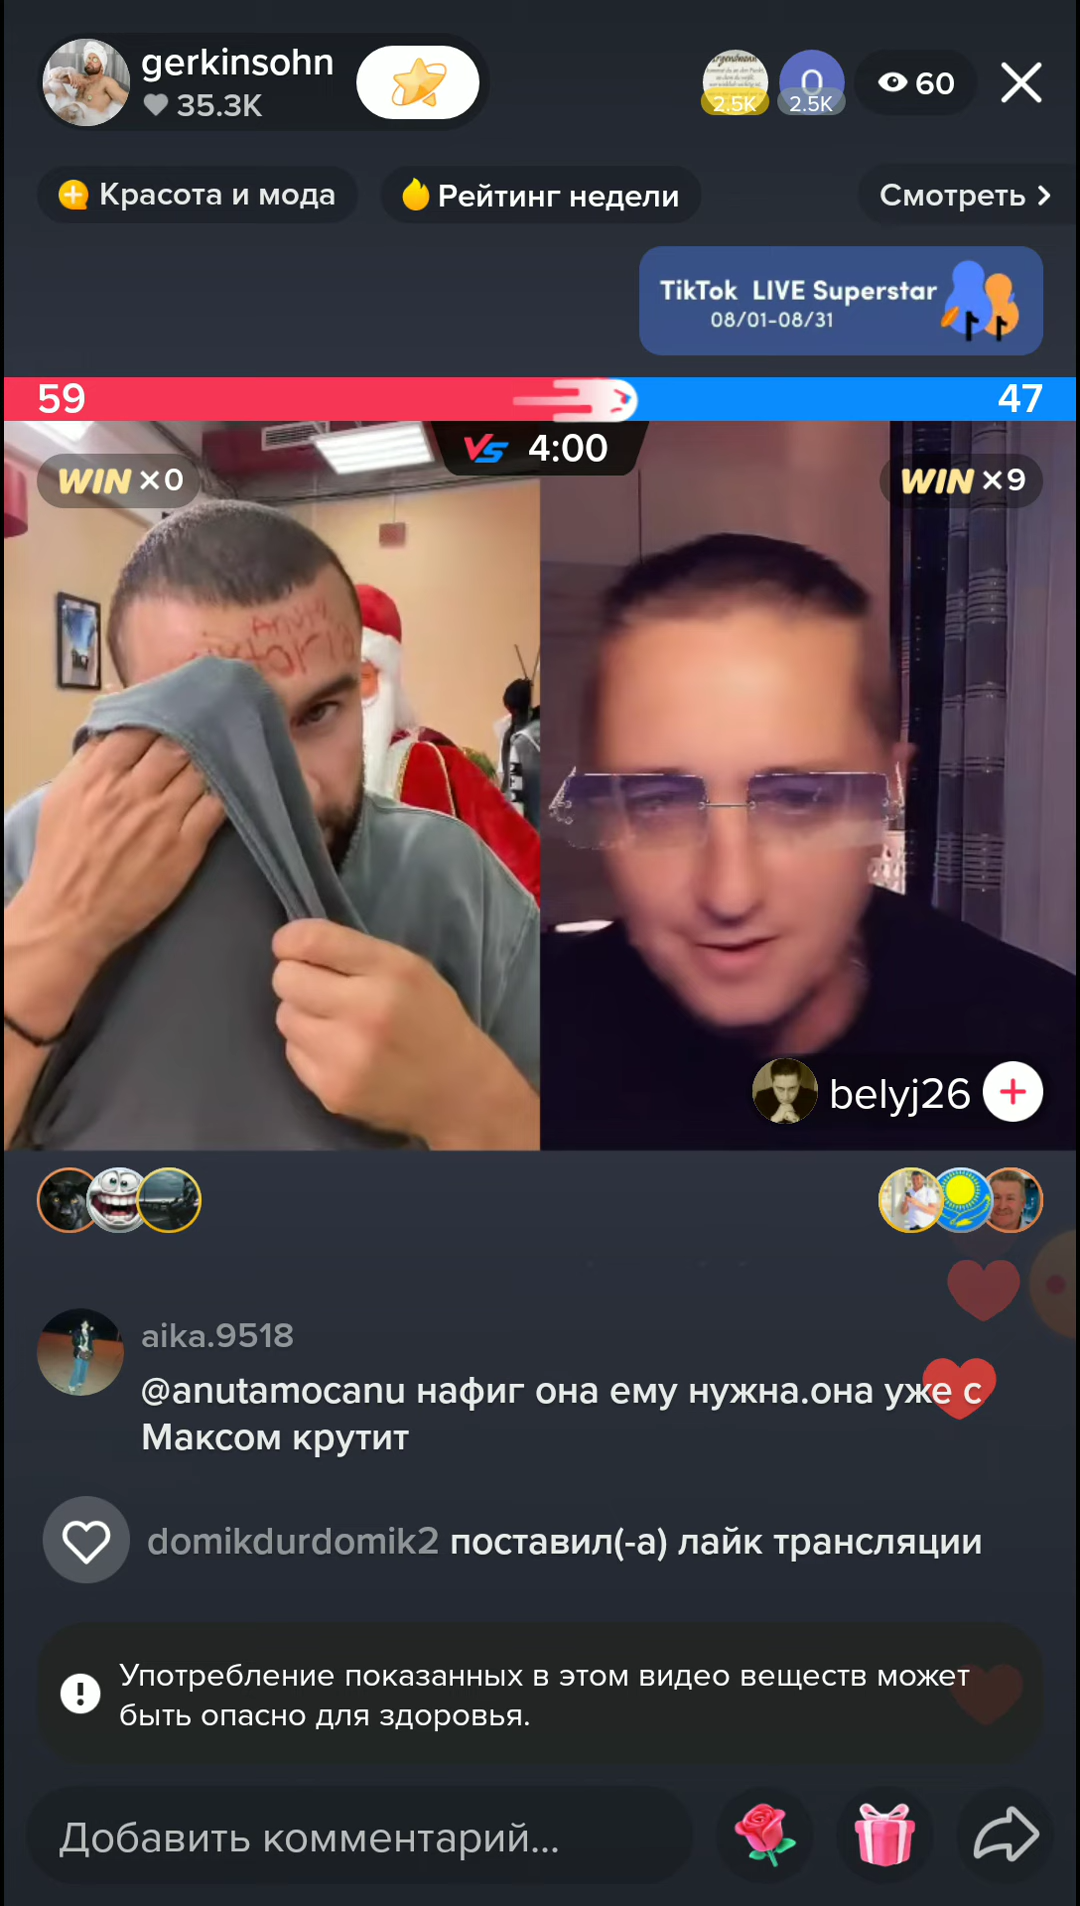 gerkinsohn
35.3K
2.5K
0
2.5K
60
Красота и мода
Рейтинг недели
Смотреть
TikTok LIVE Superstar
08/01-08/31
59
47
VS 4:00
WIN ×0
WIN ×9
belyj26
aika.9518
@anutamocanu нафиг она ему нужна.она уже с
Максом крутит
domikdurdomik2 поставил(-а) лайк трансляции
Употребление показанных в этом видео веществ может
быть опасно для здоровья.
Добавить комментарий...